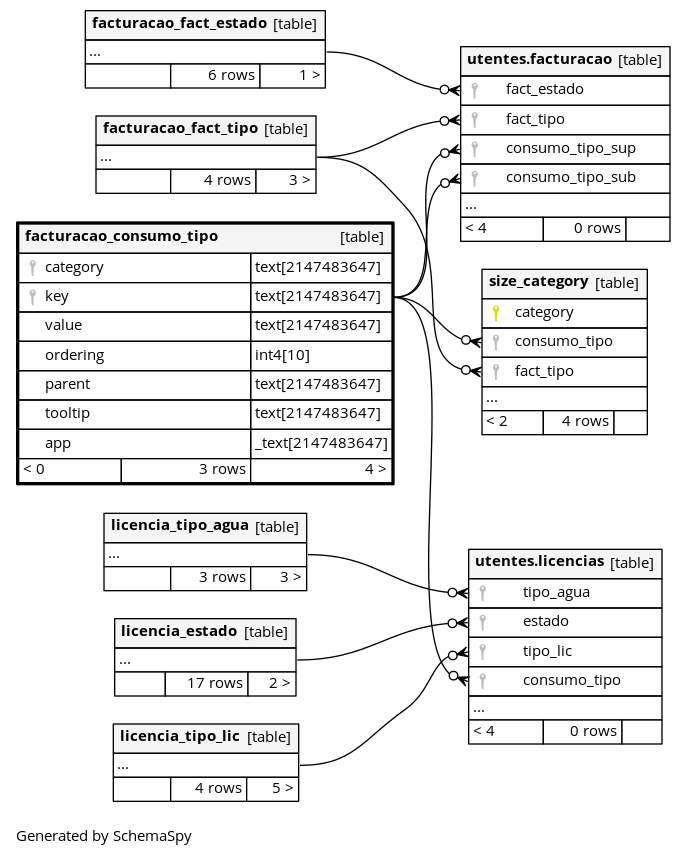 facturacao_fact_estado [table]
...
6 rows 1 >
facturacao_fact_tipo [table]
...
4 rows 3 >
facturacao_consumo_tipo [table]
category text[2147483647]
key text[2147483647]
value text[2147483647]
ordering int4[10]
parent text[2147483647]
tooltip text[2147483647]
app _text[2147483647]
< 0 3 rows 4 >
licencia_tipo_agua [table]
...
3 rows 3 >
licencia_estado [table]
...
17 rows 2 >
licencia_tipo_lic [table]
...
4 rows 5 >
utentes.facturacao [table]
fact_estado
fact_tipo
consumo_tipo_sup
consumo_tipo_sub
...
< 4 0 rows
size_category [table]
category
consumo_tipo
fact_tipo
...
< 2 4 rows
utentes.licencias [table]
tipo_agua
estado
tipo_lic
consumo_tipo
...
< 4 0 rows
Generated by SchemaSpy